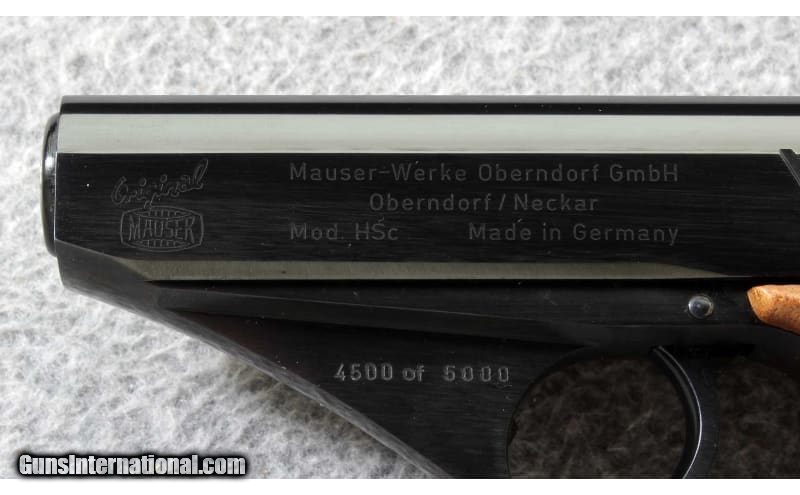 Original
MAUSER
Mauser-Werke Oberndorf GmbH
Oberndorf / Neckar
Mod. HSc Made in Germany
4500 of 5000
GunsInternational.com